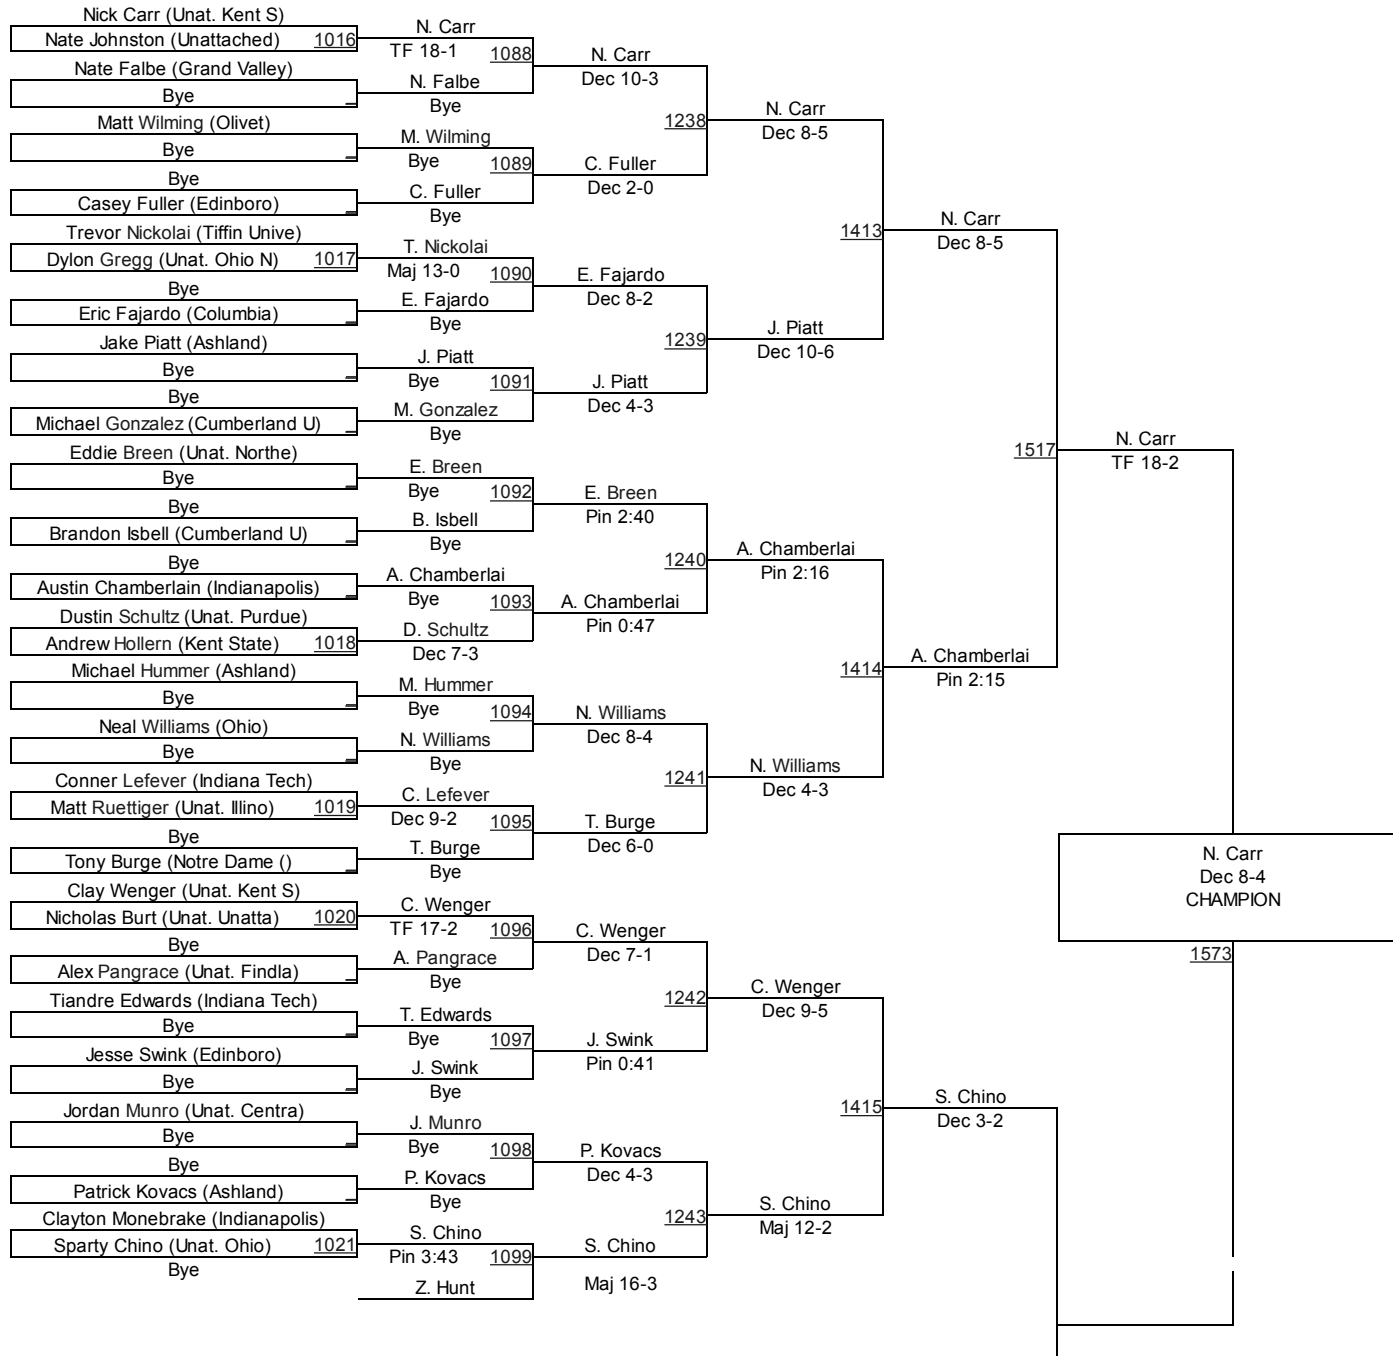 Nick Carr (Unat. Kent S)
Nate Johnston (Unattached) 1016
Nate Falbe (Grand Valley)
Bye
Matt Wilming (Olivet)
Bye
Bye
Casey Fuller (Edinboro)
Trevor Nickolai (Tiffin Unive)
Dylon Gregg (Unat. Ohio N) 1017
Bye
Eric Fajardo (Columbia)
Jake Piatt (Ashland)
Bye
Bye
Michael Gonzalez (Cumberland U)
Eddie Breen (Unat. Northe)
Bye
Bye
Brandon Isbell (Cumberland U)
Bye
Austin Chamberlain (Indianapolis)
Dustin Schultz (Unat. Purdue)
Andrew Hollern (Kent State) 1018
Michael Hummer (Ashland)
Bye
Neal Williams (Ohio)
Bye
Conner Lefever (Indiana Tech)
Matt Ruettiger (Unat. Illino) 1019
Bye
Tony Burge (Notre Dame ()
Clay Wenger (Unat. Kent S)
Nicholas Burt (Unat. Unatta) 1020
Bye
Alex Pangrace (Unat. Findla)
Tiandre Edwards (Indiana Tech)
Bye
Jesse Swink (Edinboro)
Bye
Jordan Munro (Unat. Centra)
Bye
Bye
Patrick Kovacs (Ashland)
Clayton Monebrake (Indianapolis)
Sparty Chino (Unat. Ohio) 1021
Bye
N. Carr
TF 18-1 1088
N. Falbe
Bye
M. Wilming
Bye 1089
C. Fuller
Bye
T. Nickolai
Maj 13-0 1090
E. Fajardo
Bye
J. Piatt
Bye 1091
M. Gonzalez
Bye
E. Breen
Bye 1092
B. Isbell
Bye
A. Chamberlai
Bye 1093
D. Schultz
Dec 7-3
M. Hummer
Bye 1094
N. Williams
Bye
C. Lefever
Dec 9-2 1095
T. Burge
Bye
C. Wenger
TF 17-2 1096
A. Pangrace
Bye
T. Edwards
Bye 1097
J. Swink
Bye
J. Munro
Bye 1098
P. Kovacs
Bye
S. Chino
Pin 3:43 1099
Z. Hunt
N. Carr
Dec 10-3
1238
C. Fuller
Dec 2-0
E. Fajardo
Dec 8-2
1239
J. Piatt
Dec 4-3
E. Breen
Pin 2:40
1240
A. Chamberlai
Pin 0:47
N. Williams
Dec 8-4
1241
T. Burge
Dec 6-0
C. Wenger
Dec 7-1
1242
J. Swink
Pin 0:41
P. Kovacs
Dec 4-3
1243
S. Chino
Maj 16-3
N. Carr
Dec 8-5
1413
J. Piatt
Dec 10-6
A. Chamberlai
Pin 2:16
1414
N. Williams
Dec 4-3
C. Wenger
Dec 9-5
1415
S. Chino
Maj 12-2
N. Carr
Dec 8-5
1517
A. Chamberlai
Pin 2:15
S. Chino
Dec 3-2
N. Carr
TF 18-2
N. Carr
Dec 8-4
CHAMPION
1573